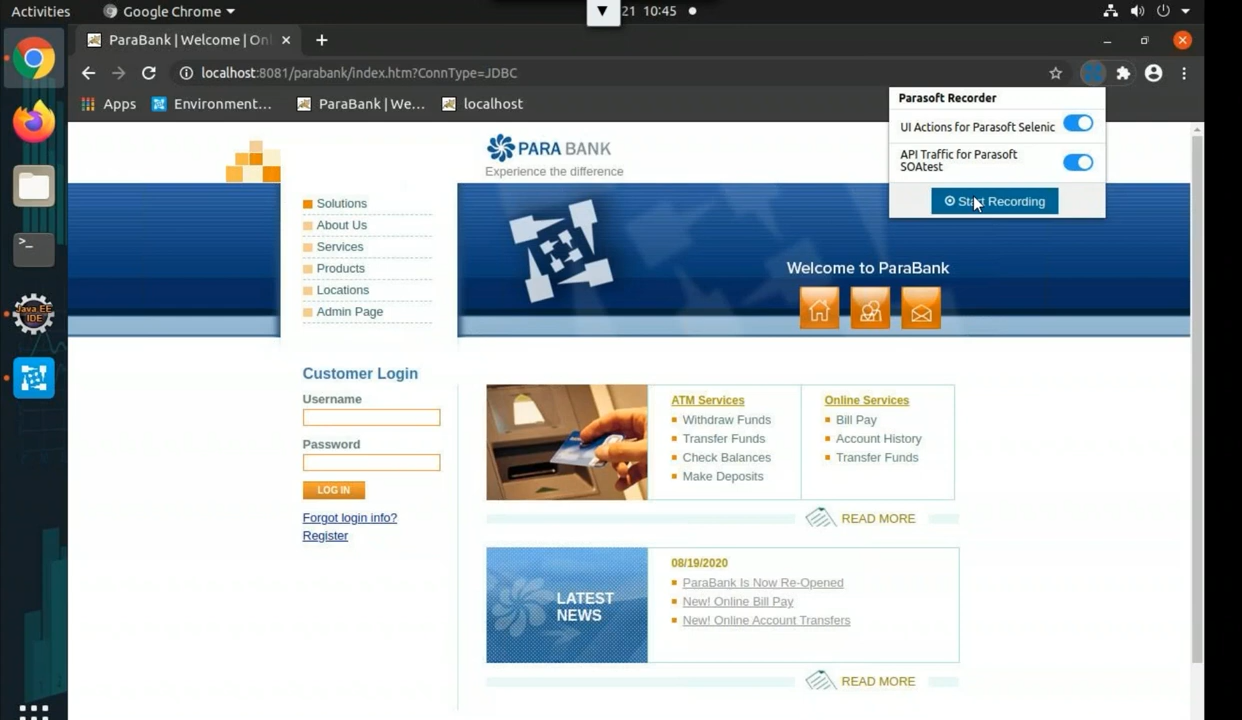 Activities
Google Chrome
21 10:45
ParaBank | Welcome | Onl
localhost:8081/parabank/index.htm?ConnType=JDBC
Apps
Environment...
ParaBank | We...
localhost
Parasoft Recorder
UI Actions for Parasoft Selenic
API Traffic for Parasoft
SOAtest
Start Recording
PARA BANK
Experience the difference
Solutions
About Us
Services
Products
Locations
Admin Page
Welcome to ParaBank
Java EE
IDE
Customer Login
Username
Password
LOG IN
Forgot login info?
Register
ATM Services
Withdraw Funds
Transfer Funds
Check Balances
Make Deposits
Online Services
Bill Pay
Account History
Transfer Funds
READ MORE
LATEST
NEWS
08/19/2020
ParaBank Is Now Re-Opened
New! Online Bill Pay
New! Online Account Transfers
READ MORE